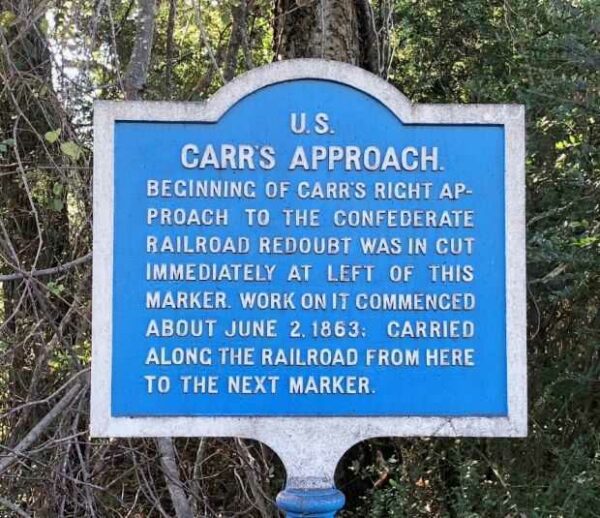 U.S.
CARR'S APPROACH.
BEGINNING OF CARR'S RIGHT AP-
PROACH TO THE CONFEDERATE
RAILROAD REDOUBT WAS IN CUT
IMMEDIATELY AT LEFT OF THIS
MARKER. WORK ON IT COMMENCED
ABOUT JUNE 2, 1863; CARRIED
ALONG THE RAILROAD FROM HERE
TO THE NEXT MARKER.